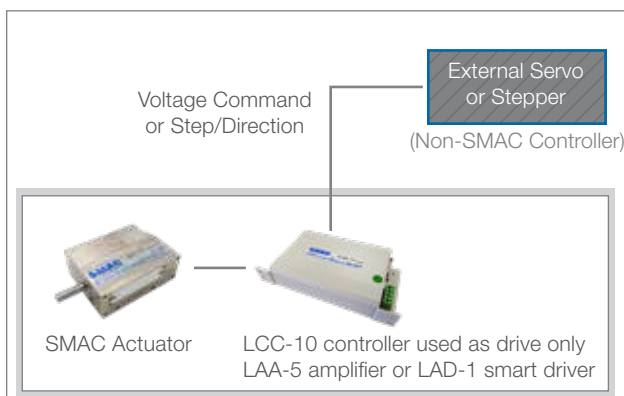 External Servo
or Stepper
Voltage Command
or Step/Direction
(Non-SMAC Controller)
SMAC
SMAC Actuator
LCC-10 controller used as drive only
LAA-5 amplifier or LAD-1 smart driver